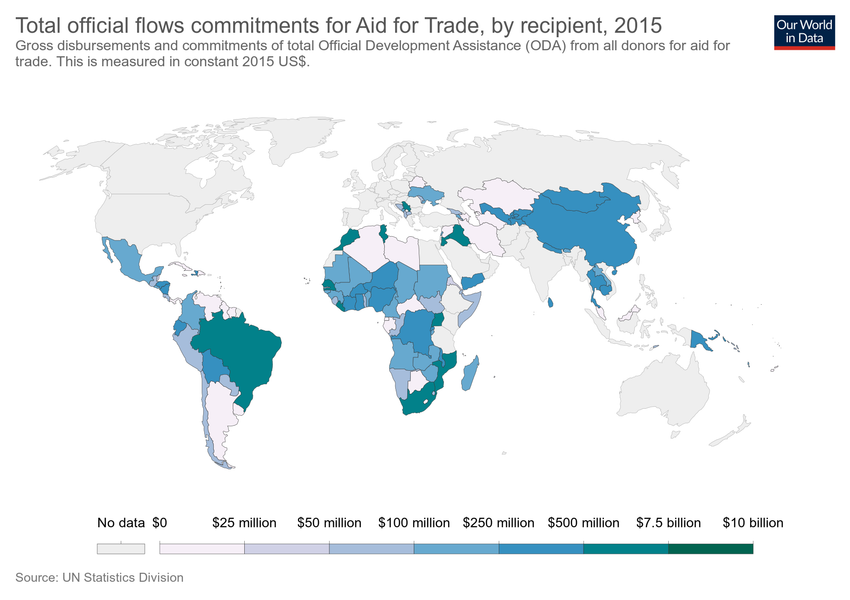 Total official flows commitments for Aid for Trade, by recipient, 2015
Gross disbursements and commitments of total Official Development Assistance (ODA) from all donors for aid for
trade. This is measured in constant 2015 US$.
Our World
in Data
No data $0 $25 million $50 million $100 million $250 million $500 million $7.5 billion $10 billion
Source: UN Statistics Division